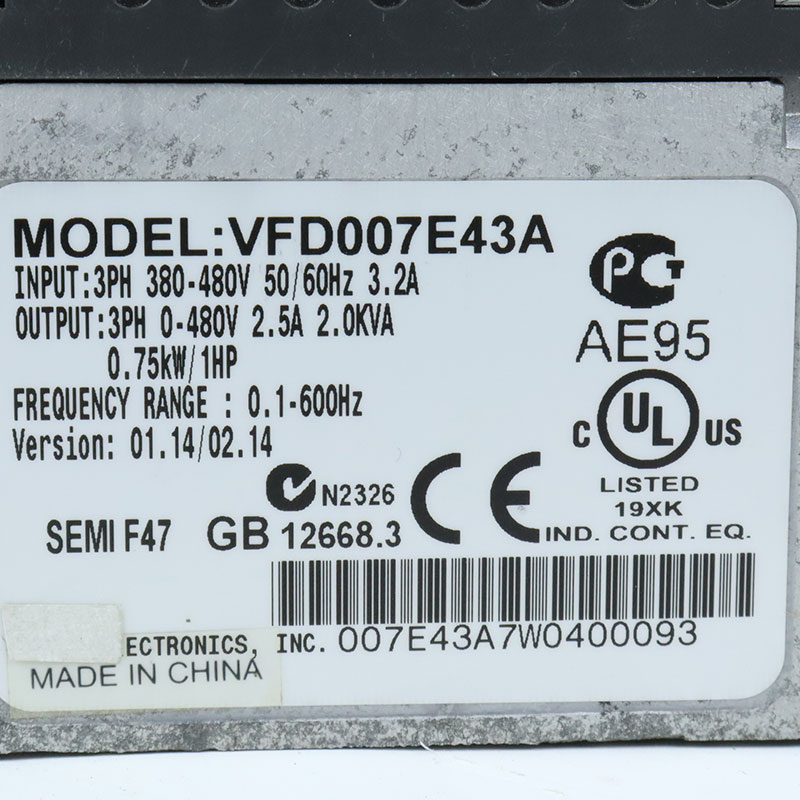 MODEL:VFD007E43A
INPUT:3PH 380-480V 50/60Hz 3.2A
OUTPUT:3PH 0-480V 2.5A 2.0KVA
0.75kW/1HP
FREQUENCY RANGE : 0.1-600Hz
Version: 01.14/02.14
PCT
AE95
C UL US
LISTED
19XK
IND. CONT. EQ.
N2326
CE
SEMI F47 GB 12668.3
ECTRONICS, INC. 007E43A7W0400093
MADE IN CHINA